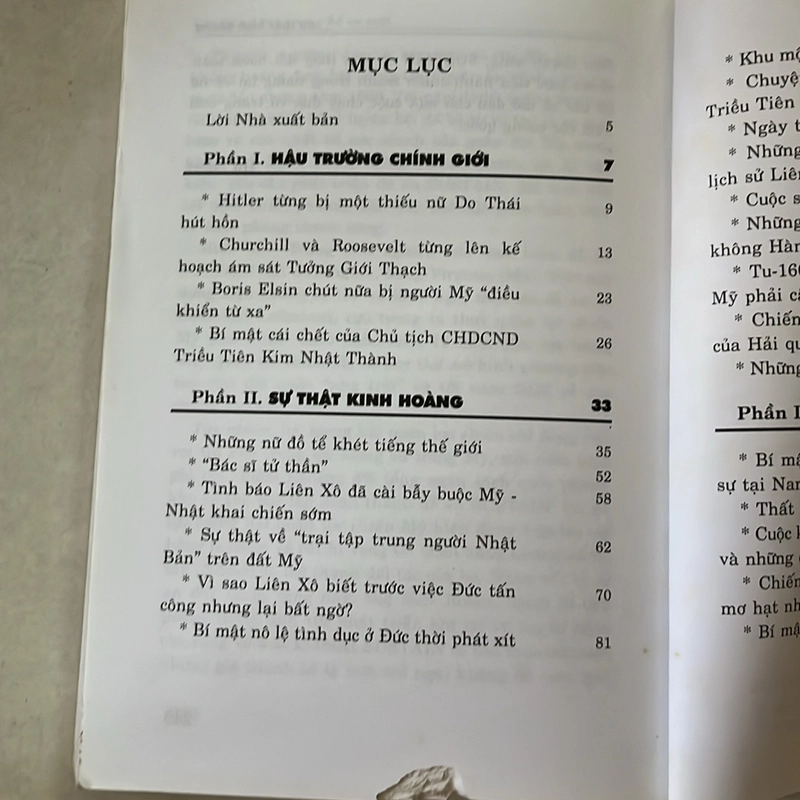 MỤC LỤC
Lời Nhà xuất bản 5
Phần I. HẬU TRƯỜNG CHÍNH GIỚI 7
* Hitler từng bị một thiếu nữ Do Thái 9
hút hồn
* Churchill và Roosevelt từng lên kế 13
hoạch ám sát Tưởng Giới Thạch
* Boris Elsin chút nữa bị người Mỹ “điều 23
khiển từ xa”
* Bí mật cái chết của Chủ tịch CHDCND 26
Triều Tiên Kim Nhật Thành
Phần II. SỰ THẬT KINH HOÀNG 33
* Những nữ đồ tể khét tiếng thế giới 35
* “Bác sĩ tử thần” 52
* Tình báo Liên Xô đã cài bẫy buộc Mỹ - 58
Nhật khai chiến sớm
* Sự thật về “trại tập trung người Nhật 62
Bản” trên đất Mỹ
* Vì sao Liên Xô biết trước việc Đức tấn 70
công nhưng lại bất ngờ?
* Bí mật nô lệ tình dục ở Đức thời phát xít 81
* Khu
* Chuyệ
Triều Tiên
* Ngày
* Những
lịch sử Liên
* Cuộc
* Những
không Hàn
* Tu-160
Mỹ phải
* Chiến
của Hải
* Những
Phần
* Bí
sự tại Nam
* Thất
* Cuộc
và những
* Chiến
mơ hạt
* Bí